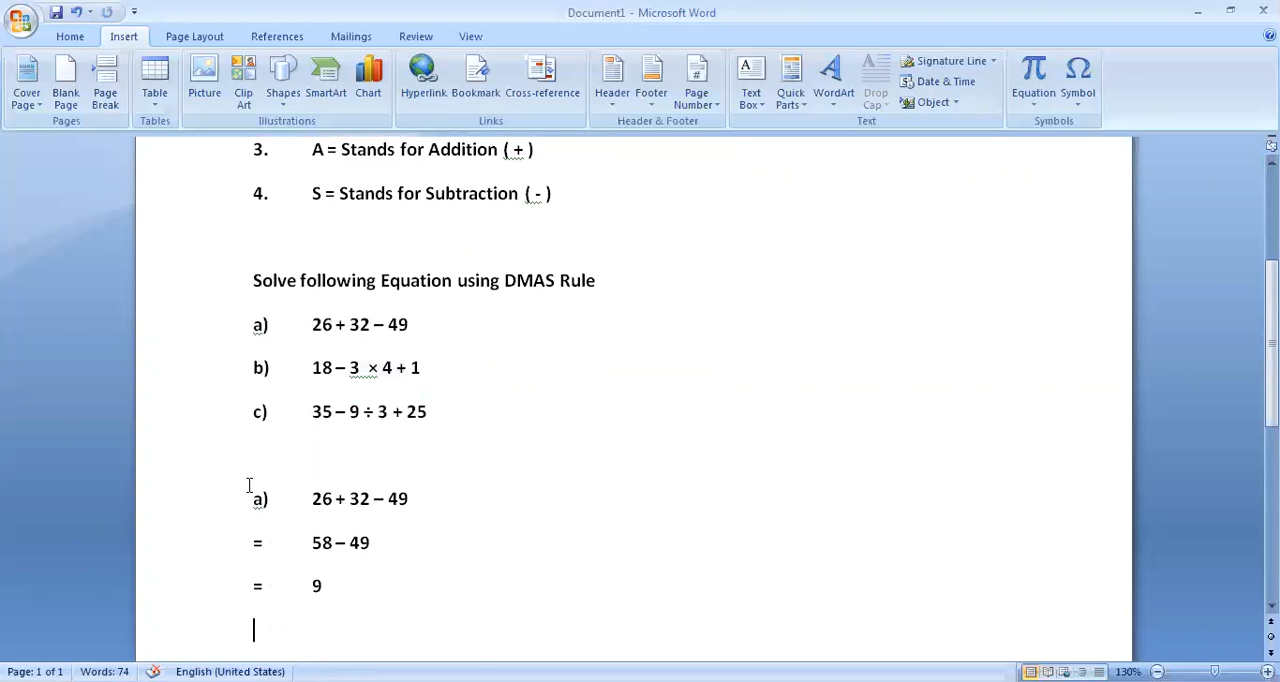 Document1 - Microsoft Word
Home Insert Page Layout References Mailings Review View
Cover Page Blank Page Page Break Table Picture Clip Art Shapes SmartArt Chart Hyperlink Bookmark Cross-reference Header Footer Page Number Text Box Quick Parts WordArt Drop Cap Signature Line Date & Time Object Equation Symbol
Pages Tables Illustrations Links Header & Footer Text Symbols
3. A = Stands for Addition ( + )
4. S = Stands for Subtraction ( - )
Solve following Equation using DMAS Rule
a) 26 + 32 – 49
b) 18 – 3 × 4 + 1
c) 35 – 9 ÷ 3 + 25
a) 26 + 32 – 49
= 58 – 49
= 9
Page: 1 of 1 Words: 74 English (United States) 130%